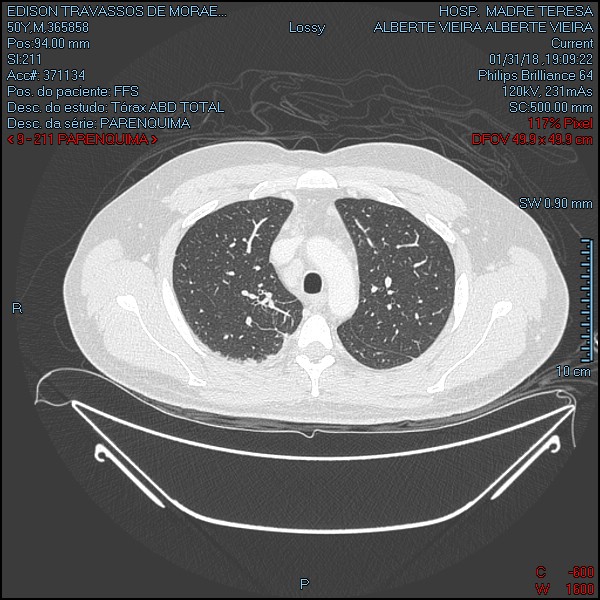 EDISON TRAVASSOS DE MORAE...
50Y,M,365858
Pos:94.00 mm
Sl:211
Acc#: 371134
Pos. do paciente: FFS
Desc. do estudo: Tórax ABD TOTAL
Desc. da série: PARENQUIMA
< 9 - 211 PARENQUIMA >
Lossy
HOSP. MADRE TERESA
ALBERTE VIEIRA ALBERTE VIEIRA
Current
01/31/18 ,19:09:22
Philips Brilliance 64
120kV, 231mAs
SC:500.00 mm
117% Pixel
DFOV 49.9 x 49.9 cm
SW 0.90 mm
R
10 cm
P
C -600
W 1600